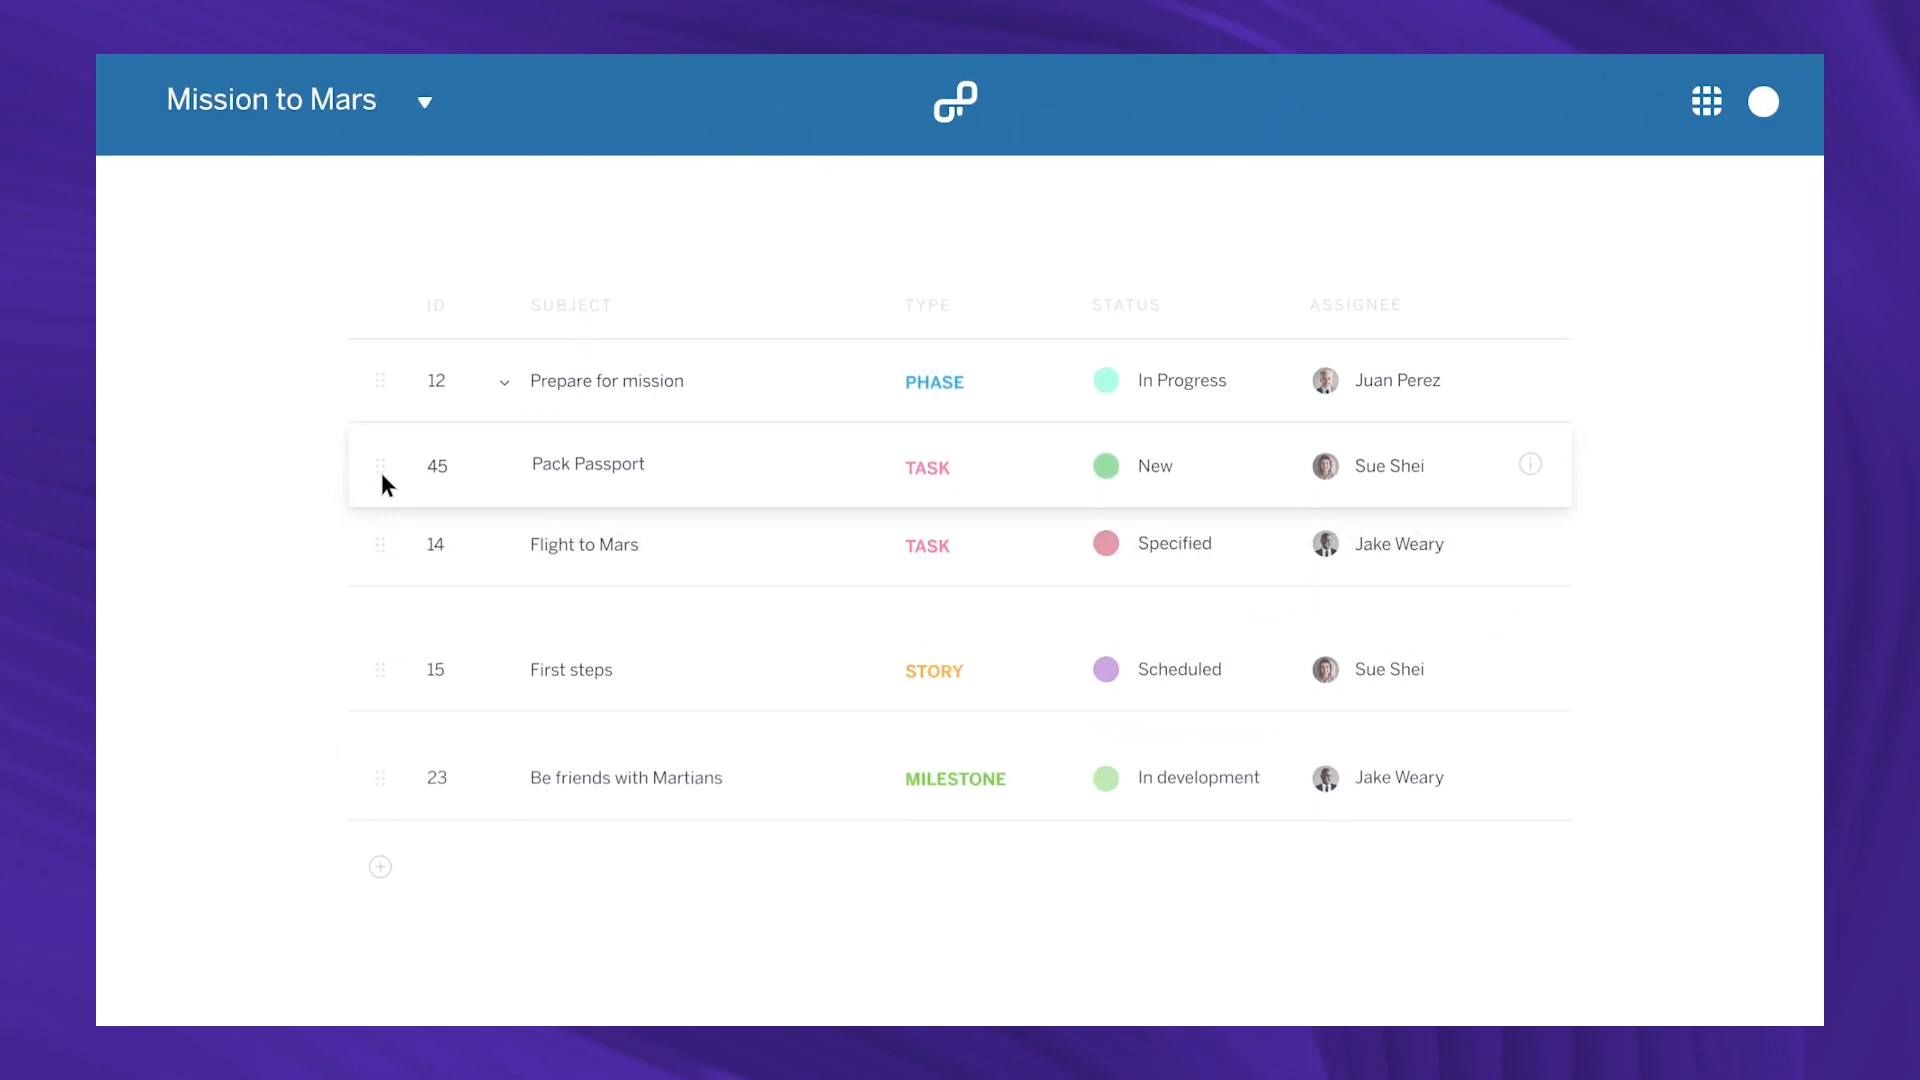 Mission to Mars
ID SUBJECT TYPE STATUS ASSIGNEE
12 Prepare for mission PHASE In Progress Juan Perez
45 Pack Passport TASK New Sue Shei
14 Flight to Mars TASK Specified Jake Weary
15 First steps STORY Scheduled Sue Shei
23 Be friends with Martians MILESTONE In development Jake Weary